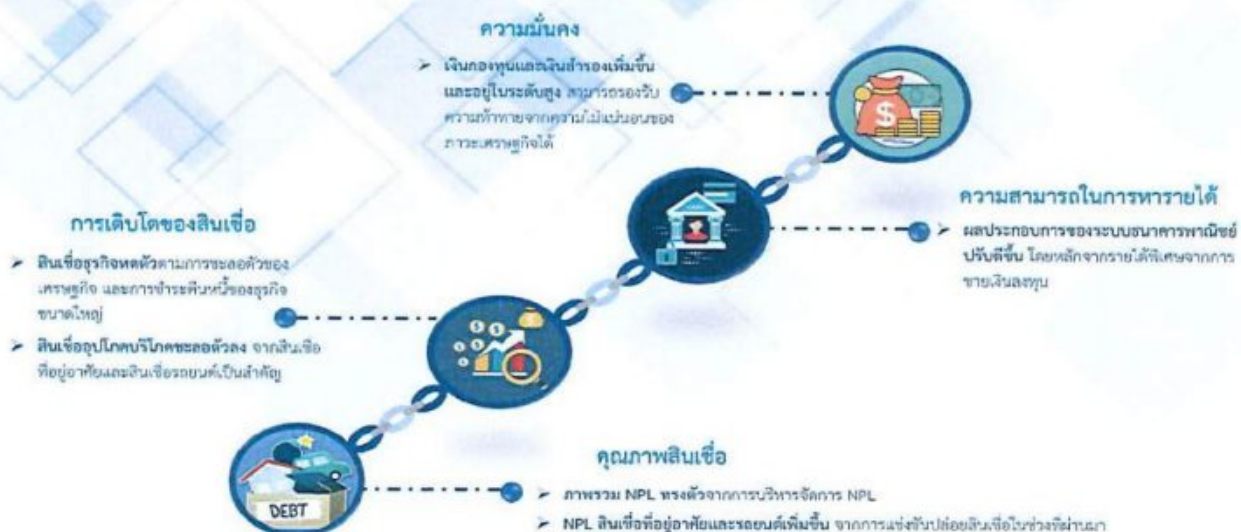 ความมั่นคง
➤ เงินกองทุนและเงินสำรองเพิ่มขึ้น
และอยู่ในระดับสูง สามารถรองรับ
ความท้าทายจากความไม่แน่นอนของ
ภาวะเศรษฐกิจได้
ความสามารถในการหารายได้
➤ ผลประกอบการของระบบธนาคารพาณิชย์
ปรับดีขึ้น โดยหลักจากรายได้พิเศษจากการ
ขายเงินลงทุน
การเติบโตของสินเชื่อ
➤ สินเชื่อธุรกิจหดตัวตามการชะลอตัวของ
เศรษฐกิจ และการชำระคืนหนี้ของธุรกิจ
ขนาดใหญ่
➤ สินเชื่ออุปโภคบริโภคชะลอตัวลง จากสินเชื่อ
ที่อยู่อาศัยและสินเชื่อรถยนต์เป็นสำคัญ
DEBT
คุณภาพสินเชื่อ
➤ ภาพรวม NPL ทรงตัวจากการบริหารจัดการ NPL
➤ NPL สินเชื่อที่อยู่อาศัยและรถยนต์เพิ่มขึ้น จากการแข่งขันปล่อยสินเชื่อในช่วงที่ผ่านมา